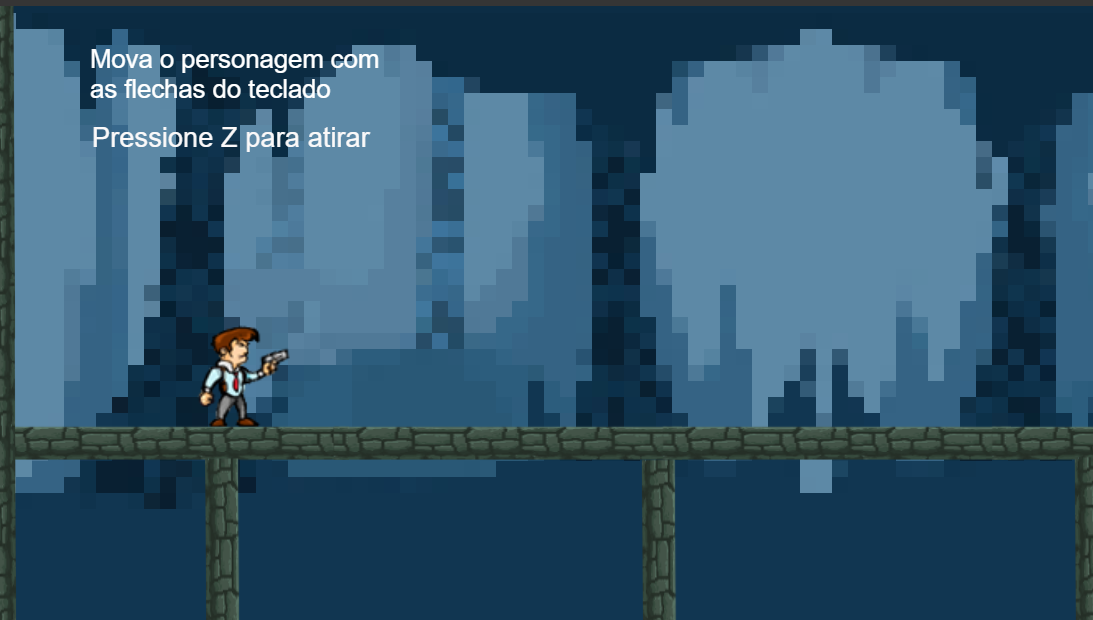 Mova o personagem com
as flechas do teclado
Pressione Z para atirar